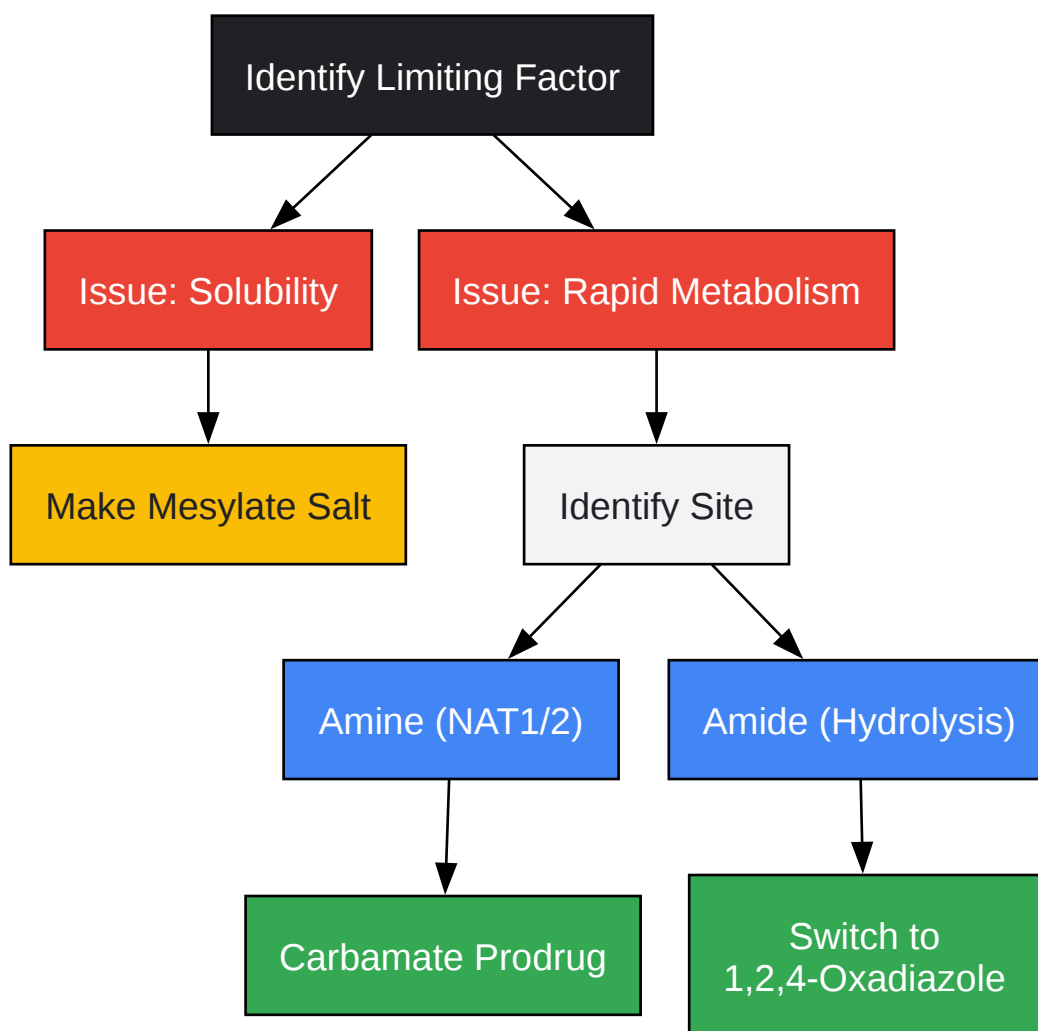 Identify Limiting Factor
Issue: Solubility
Issue: Rapid Metabolism
Make Mesylate Salt
Identify Site
Amine (NAT1/2)
Amide (Hydrolysis)
Carbamate Prodrug
Switch to
1,2,4-Oxadiazole